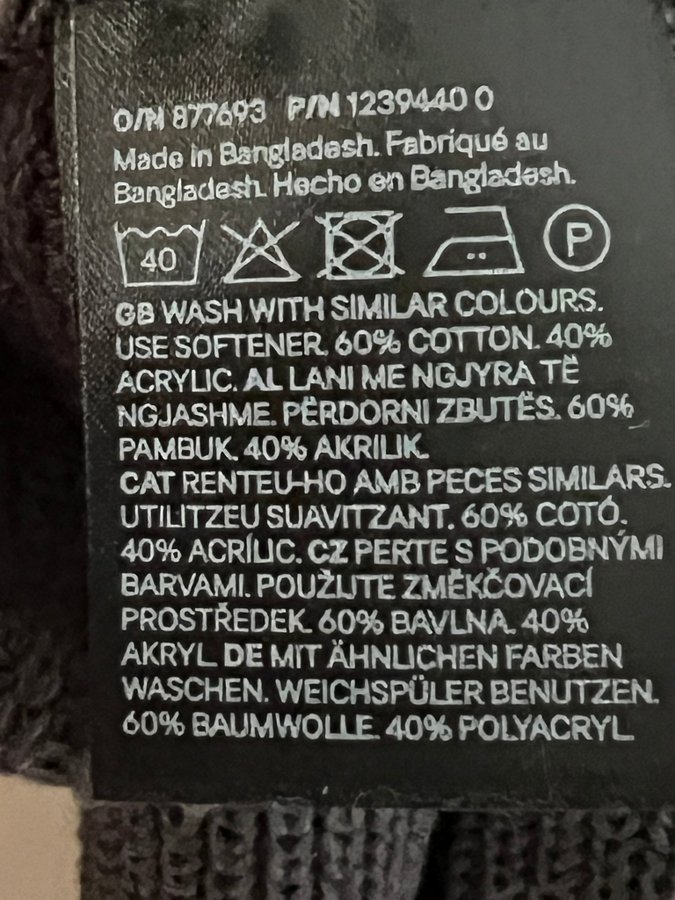 O/N 877693 P/N 1239440 0
Made in Bangladesh. Fabriqué au
Bangladesh. Hecho en Bangladesh.
40 P
GB WASH WITH SIMILAR COLOURS.
USE SOFTENER. 60% COTTON. 40%
ACRYLIC. AL LANI ME NGJYRA TË
NGJASHME. PËRDORNI ZBUTËS. 60%
PAMBUK. 40% AKRILIK.
CAT RENTEU-HO AMB PECES SIMILARS.
UTILITZEU SUAVITZANT. 60% COTÓ.
40% ACRÍLIC. CZ PERTE S PODOBNÝMI
BARVAMI. POUŽIJTE ZMĚKČOVACÍ
PROSTŘEDEK. 60% BAVLNA. 40%
AKRYL. DE MIT ÄHNLICHEN FARBEN
WASCHEN. WEICHSPÜLER BENUTZEN.
60% BAUMWOLLE. 40% POLYACRYL.